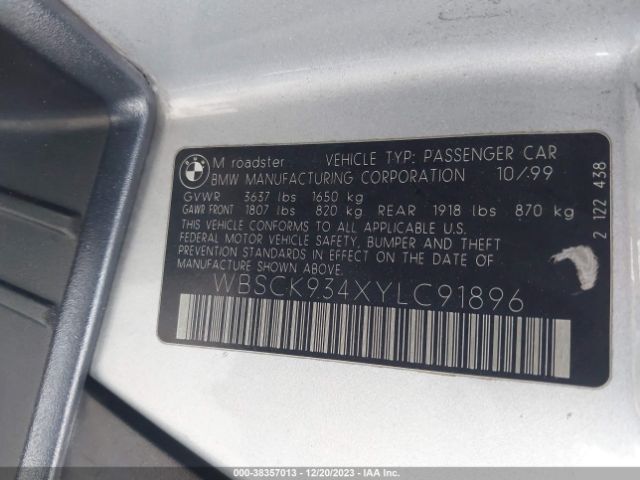 BMW
M roadster VEHICLE TYP: PASSENGER CAR
BMW MANUFACTURING CORPORATION 10/99
GVWR 3637 lbs 1650 kg
GAWR FRONT 1807 lbs 820 kg REAR 1918 lbs 870 kg
THIS VEHICLE CONFORMS TO ALL APPLICABLE U.S.
FEDERAL MOTOR VEHICLE SAFETY, BUMPER AND THEFT
PREVENTION STANDARDS IN EFFECT ON THE DATE OF
MANUFACTURE SHOWN ABOVE.
WBSCK934XYLC91896
2 122 438
000-38357013 - 12/20/2023 - IAA Inc.